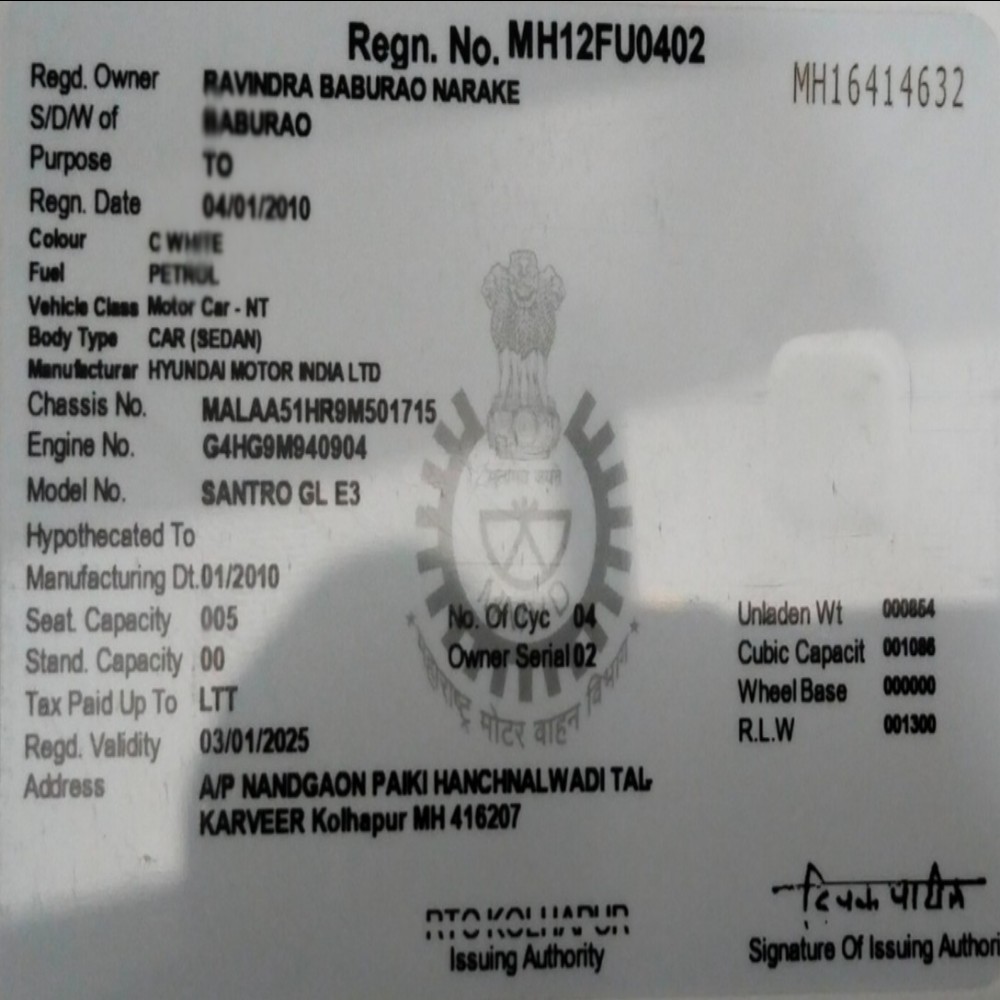 Regn. No. MH12FU0402
MH16414632
Regd. Owner RAVINDRA BABURAO NARAKE
S/D/W of BABURAO
Purpose TO
Regn. Date 04/01/2010
Colour C WHITE
Fuel PETROL
Vehicle Class Motor Car - NT
Body Type CAR (SEDAN)
Manufacturar HYUNDAI MOTOR INDIA LTD
Chassis No. MALAA51HR9M501715
Engine No. G4HG9M940904
Model No. SANTRO GL E3
Hypothecated To
Manufacturing Dt.01/2010
Seat. Capacity 005 No. Of Cyc 04 Unladen Wt 000854
Stand. Capacity 00 Owner Serial 02 Cubic Capacit 001086
Tax Paid Up To LTT Wheel Base 000000
Regd. Validity 03/01/2025 R.L.W 001300
महाराष्ट्र मोटर वाहन विभाग
Address A/P NANDGAON PAIKI HANCHNALWADI TAL-
KARVEER Kolhapur MH 416207
RTO KOLHAPUR
Issuing Authority
Signature Of Issuing Authori